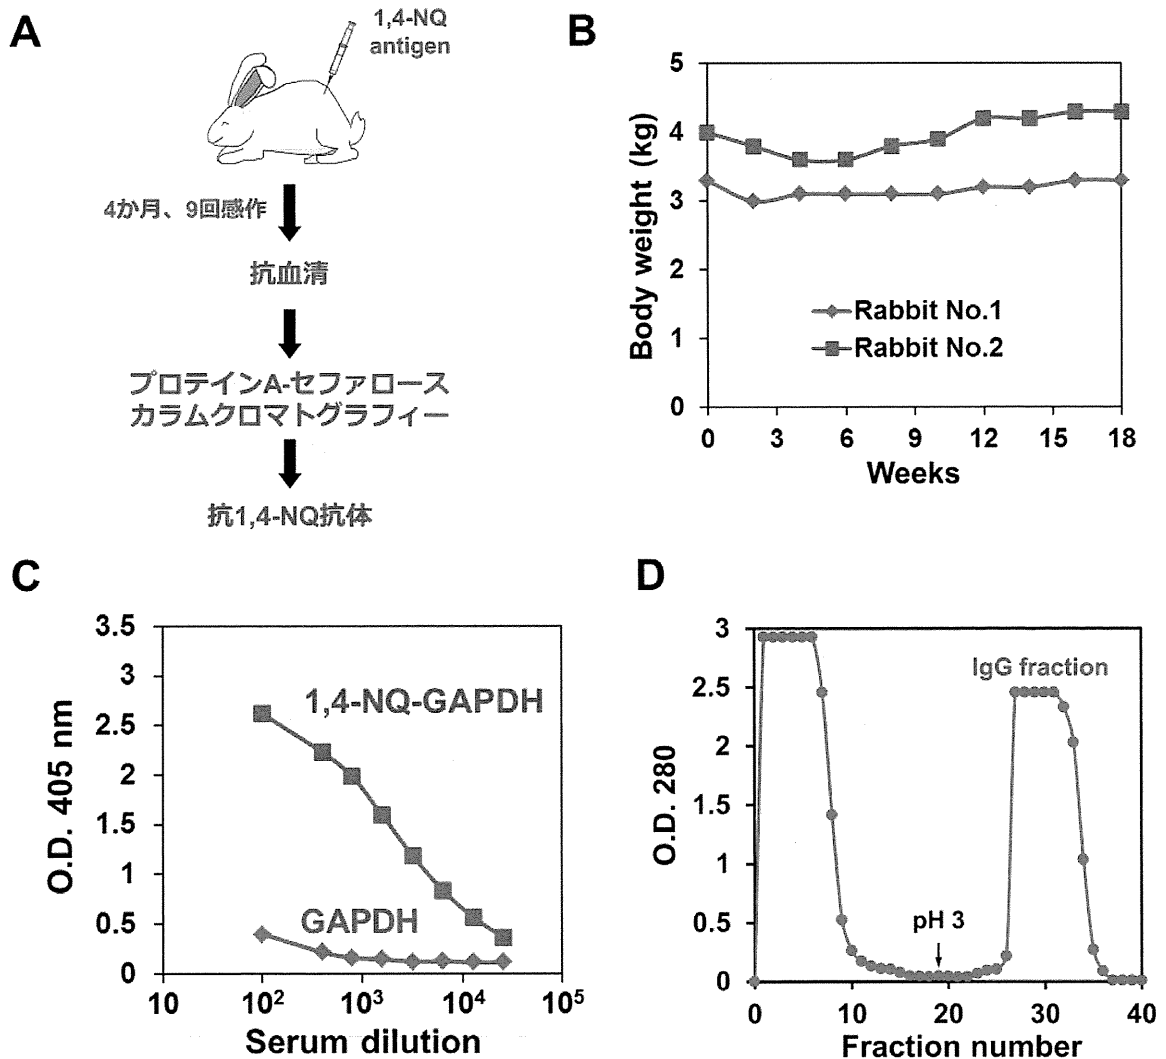 A
1,4-NQ
antigen
4か月、9回感作
抗血清
プロテインA-セファロース
カラムクロマトグラフィー
抗1,4-NQ抗体
B
5
4
3
2
1
0
Body weight (kg)
Rabbit No.1
Rabbit No.2
0 3 6 9 12 15 18
Weeks
C
3.5
3
2.5
2
1.5
1
0.5
0
O.D. 405 nm
1,4-NQ-GAPDH
GAPDH
10 10² 10³ 10⁴ 10⁵
Serum dilution
D
3
2.5
2
1.5
1
0.5
0
O.D. 280
IgG fraction
pH 3
0 10 20 30 40
Fraction number